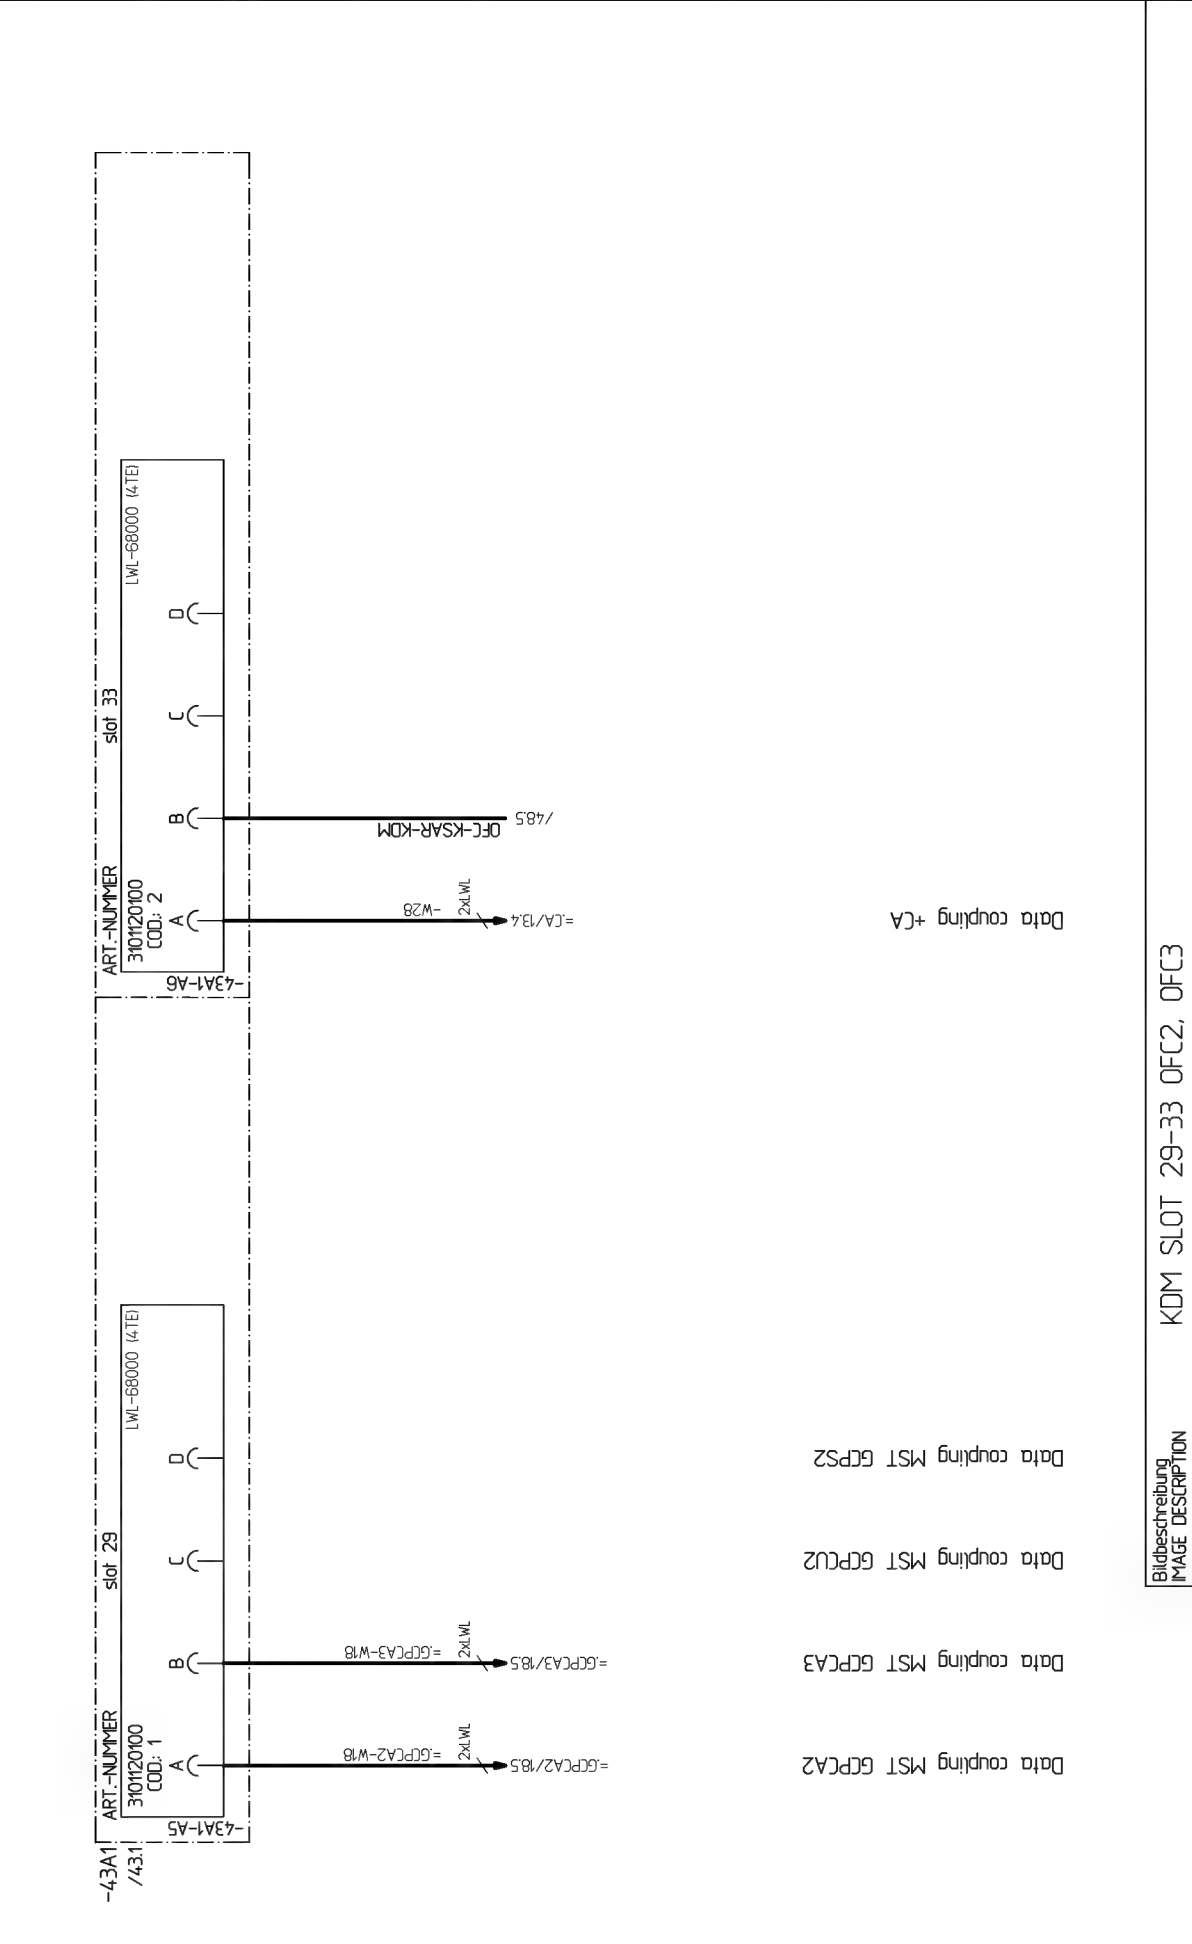 -43A1
/43.1
ART.-NUMMER
slot 29
3101120100
COD.: 1
LWL-68000 (4TE)
-43A1-A5
A
B
C
D
=.GCPCA2-W18
2xLWL
=.GCPCA2/18.5
=.GCPCA3-W18
2xLWL
=.GCPCA3/18.5
Data coupling MST GCPCA2
Data coupling MST GCPCA3
Data coupling MST GCPCU2
Data coupling MST GCPS2
ART.-NUMMER
slot 33
3101120100
COD.: 2
LWL-68000 (4TE)
-43A1-A6
A
B
C
D
-W28
2xLWL
=.CA/13.4
OFC-KSAR-KDM
/48.5
Data coupling +CA
Bildbeschreibung
IMAGE DESCRIPTION
KDM SLOT 29-33 OFC2, OFC3